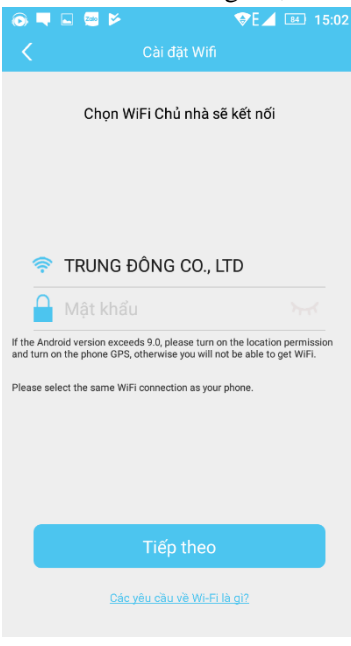 Zalo E 84 15:02
Cài đặt Wifi
Chọn WiFi Chủ nhà sẽ kết nối
TRUNG ĐÔNG CO., LTD
Mật khẩu
If the Android version exceeds 9.0, please turn on the location permission
and turn on the phone GPS, otherwise you will not be able to get WiFi.
Please select the same WiFi connection as your phone.
Tiếp theo
Các yêu cầu về Wi-Fi là gì?